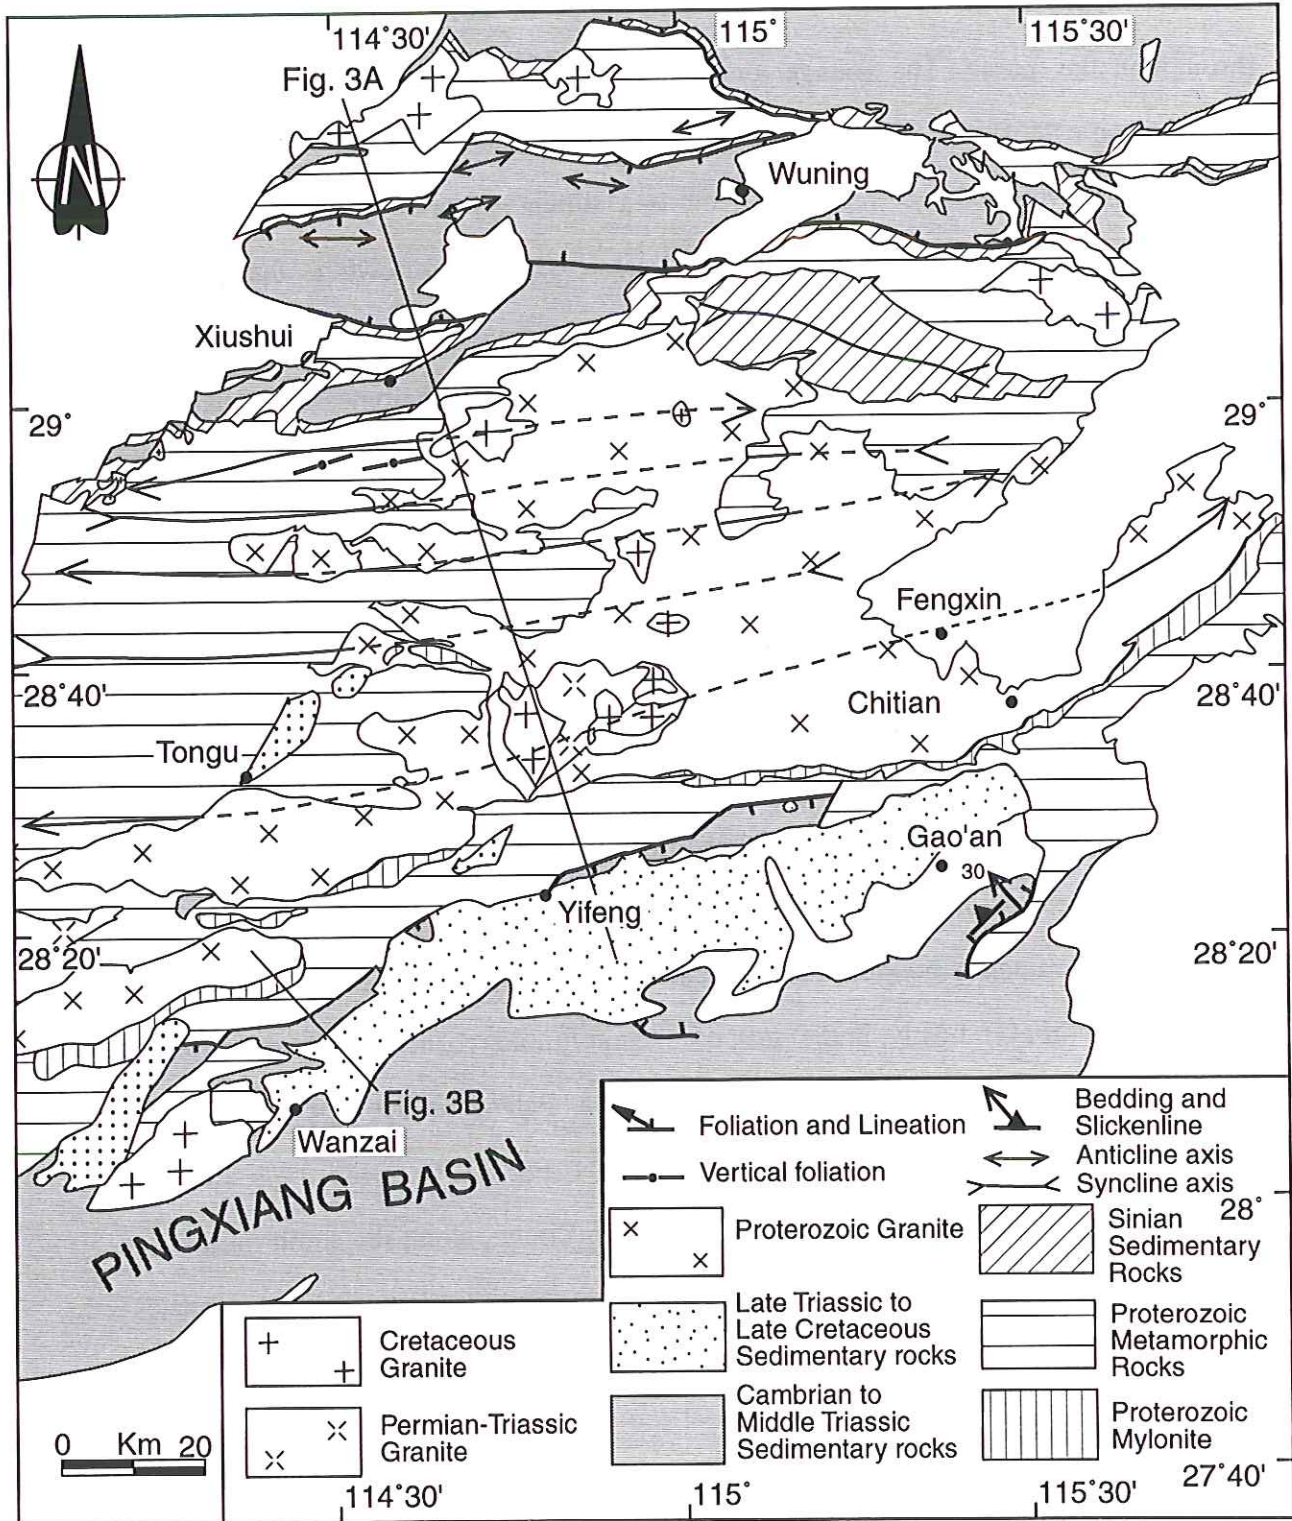 114°30'
115°
115°30'
Fig. 3A
N
Wuning
Xiushui
29°
29°
Fengxin
28°40'
28°40'
Chitian
Tongu
Gao'an
30
Yifeng
28°20'
28°20'
Fig. 3B
Wanzai
PINGXIANG BASIN
Foliation and Lineation
Bedding and
Slickenline
Vertical foliation
Anticline axis
Syncline axis
28°
Proterozoic Granite
Sinian
Sedimentary
Rocks
Late Triassic to
Late Cretaceous
Sedimentary rocks
Proterozoic
Metamorphic
Rocks
Cretaceous
Granite
Cambrian to
Middle Triassic
Sedimentary rocks
Proterozoic
Mylonite
Permian-Triassic
Granite
0 Km 20
27°40'
114°30'
115°
115°30'